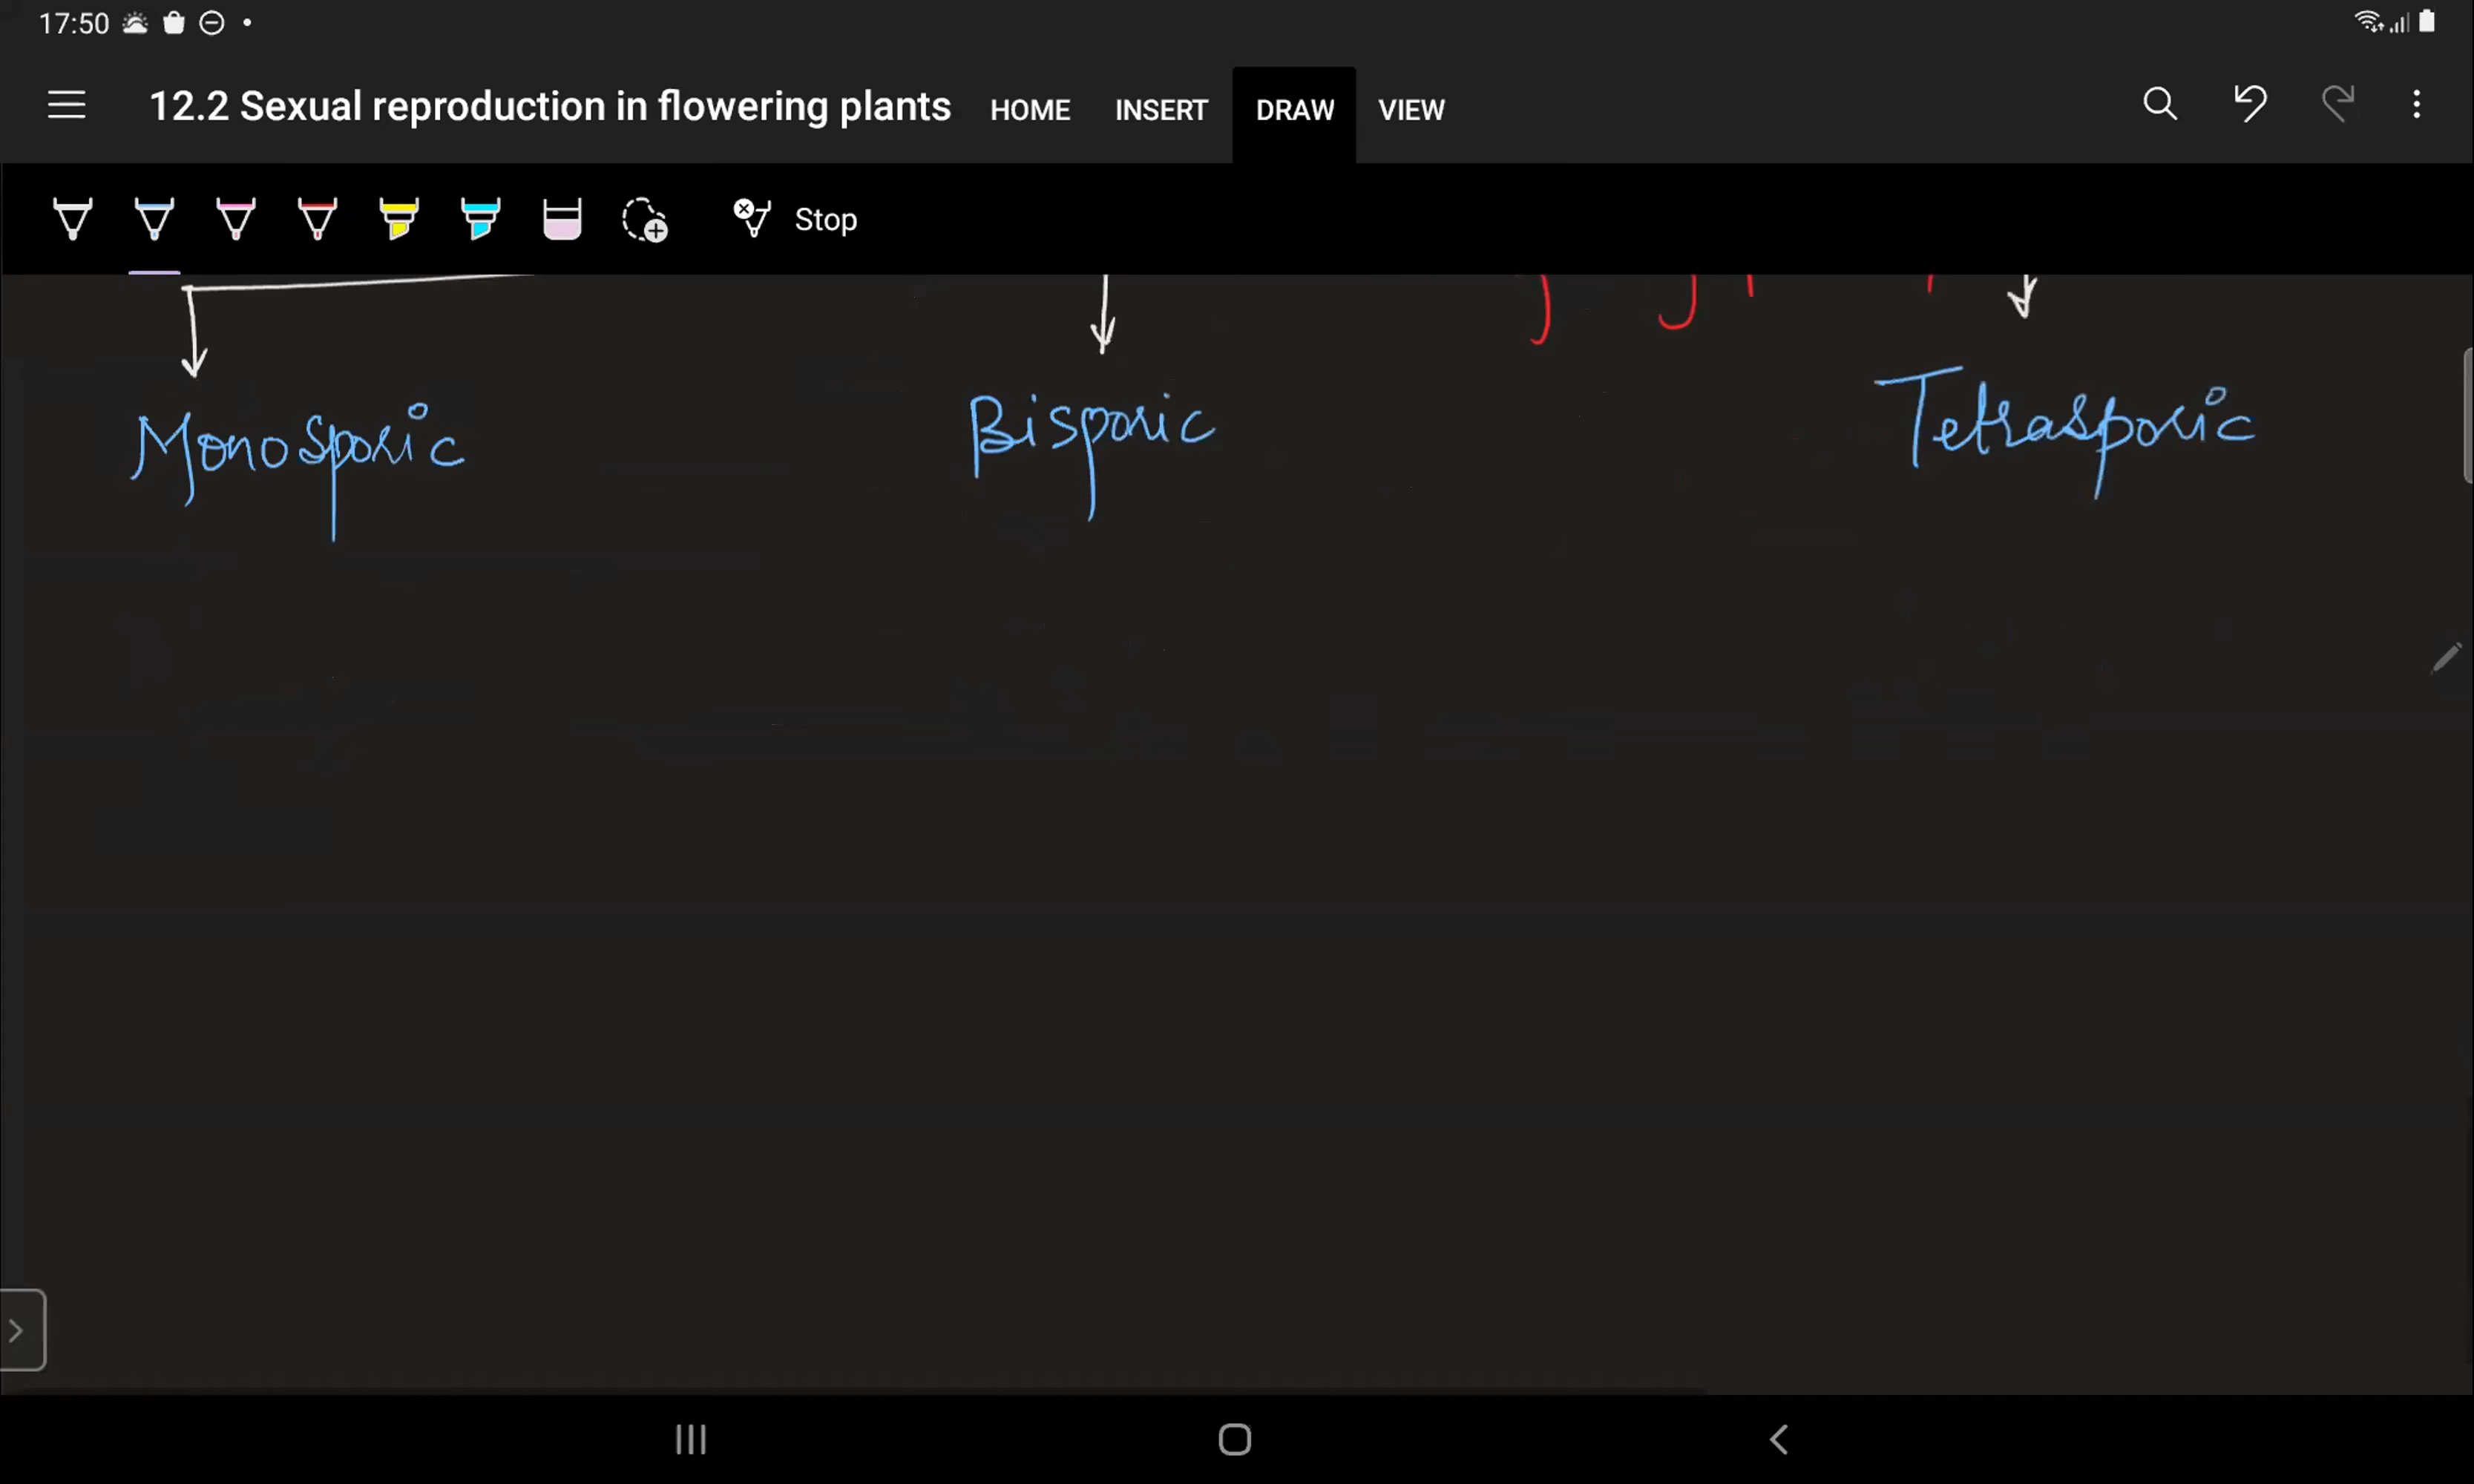 17:50
12.2 Sexual reproduction in flowering plants HOME INSERT DRAW VIEW
Stop
Monosporic Bisporic Tetrasporic